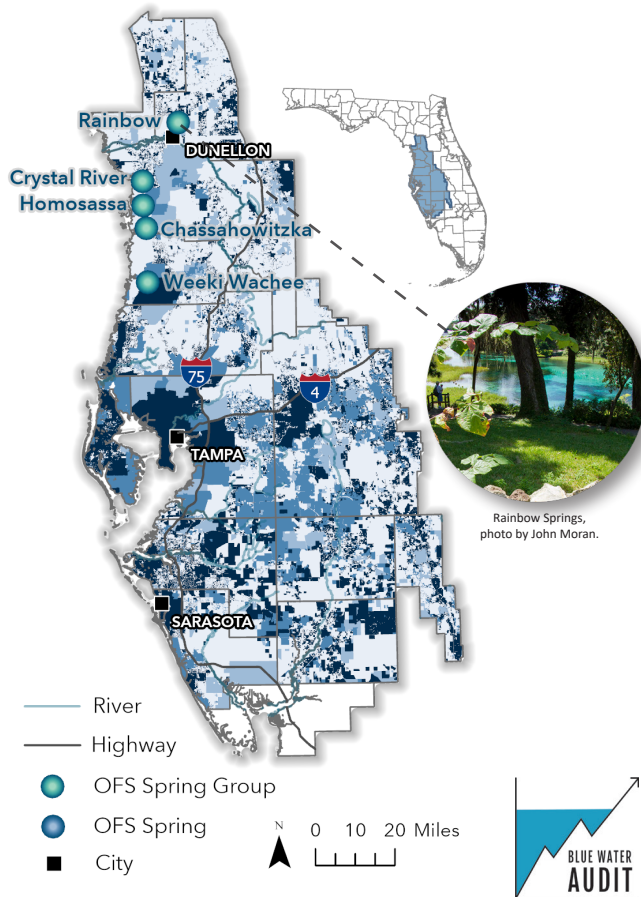 Rainbow
DUNELLON
Crystal River
Homosassa
Chassahowitzka
Weeki Wachee
75
4
TAMPA
Rainbow Springs,
photo by John Moran.
SARASOTA
River
Highway
OFS Spring Group
OFS Spring
City
N
0 10 20 Miles
BLUE WATER
AUDIT